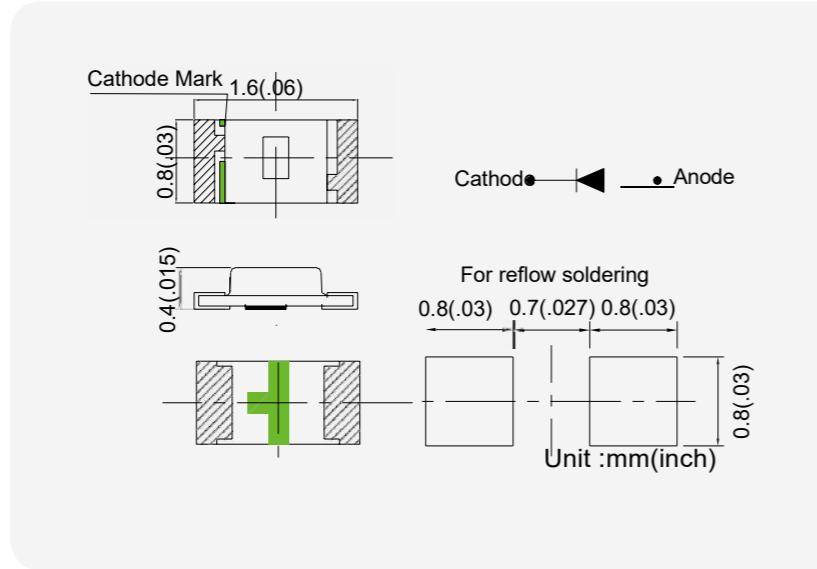 Cathode Mark
1.6(.06)
0.8(.03)
Cathode
Anode
0.4(.015)
For reflow soldering
0.8(.03)
0.7(.027)
0.8(.03)
0.8(.03)
Unit :mm(inch)